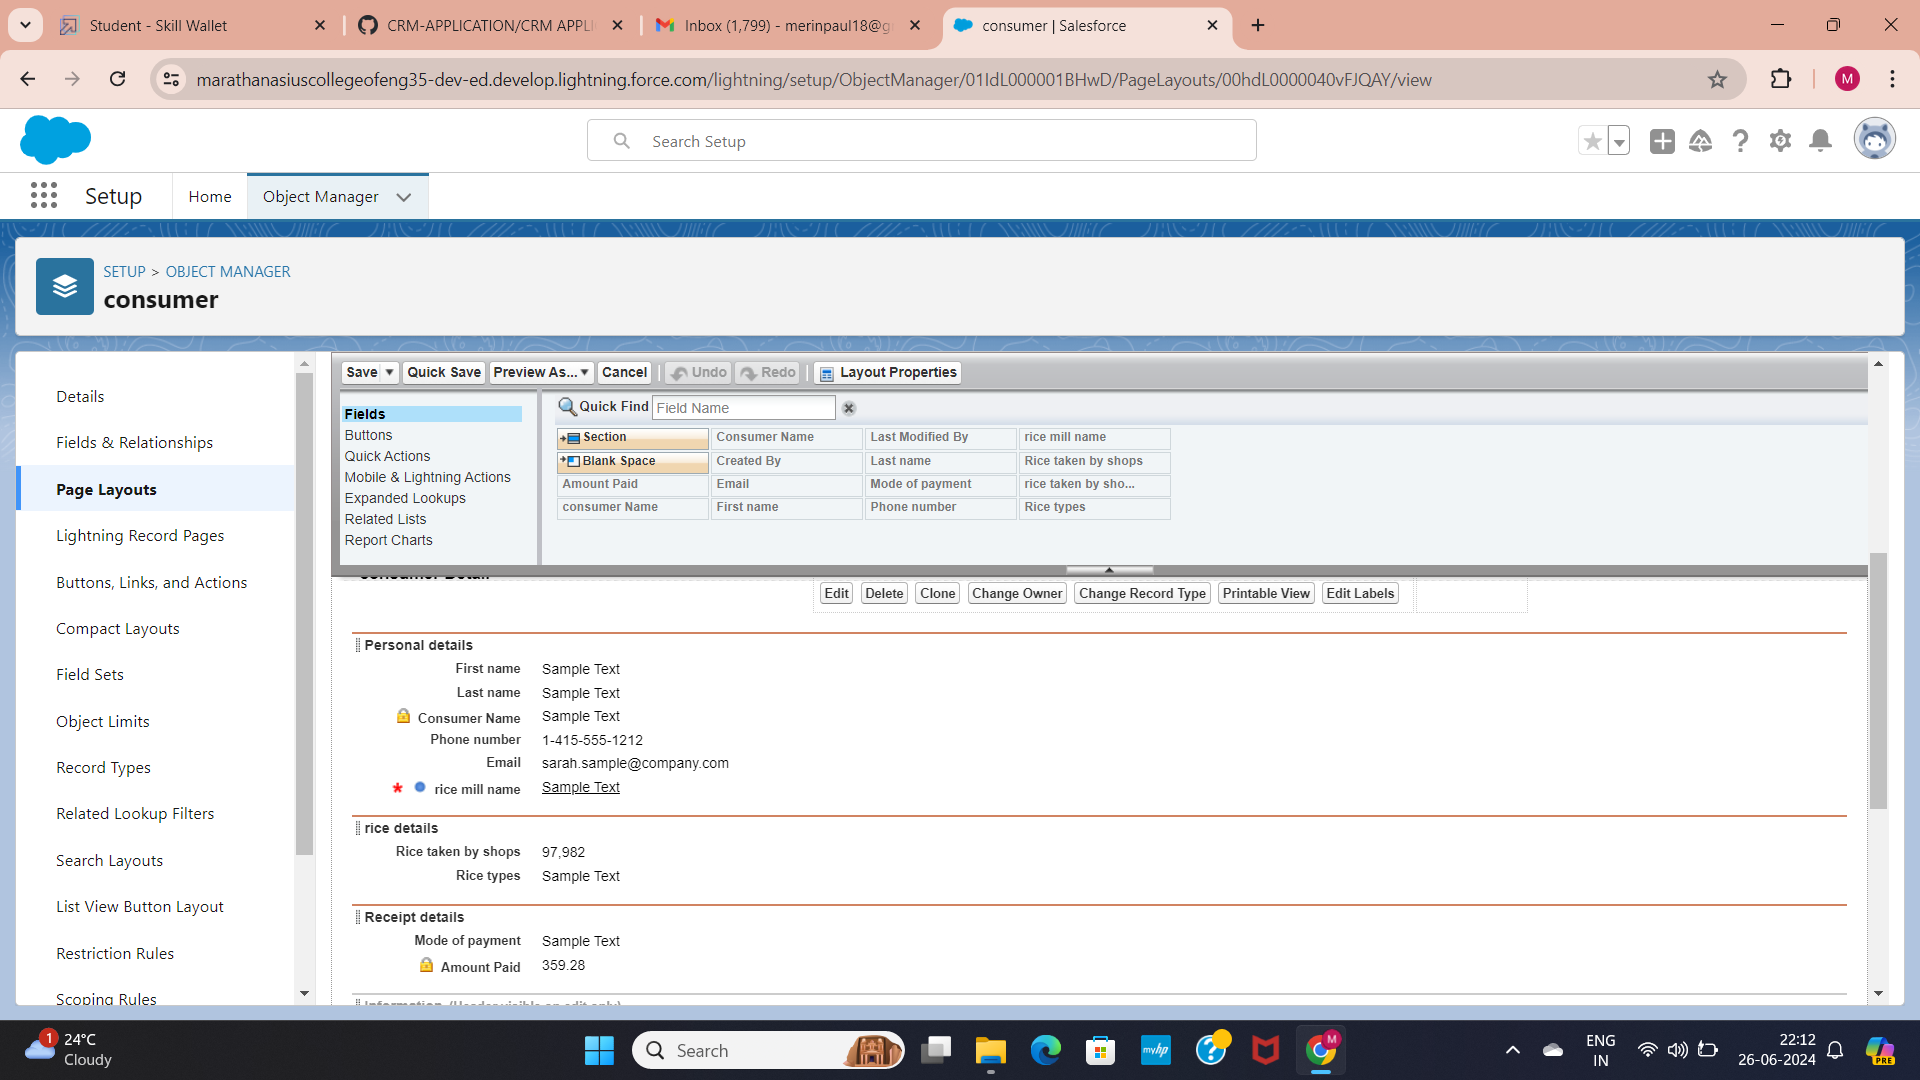 Student - Skill Wallet
CRM-APPLICATION/CRM APPLI
Inbox (1,799) - merinpaul18@g
consumer | Salesforce
marathanasiuscollegeofeng35-dev-ed.develop.lightning.force.com/lightning/setup/ObjectManager/01IdL000001BHwD/PageLayouts/00hdL0000040vFJQAY/view
M
Search Setup
Setup
Home
Object Manager
SETUP > OBJECT MANAGER
consumer
Details
Fields & Relationships
Page Layouts
Lightning Record Pages
Buttons, Links, and Actions
Compact Layouts
Field Sets
Object Limits
Record Types
Related Lookup Filters
Search Layouts
List View Button Layout
Restriction Rules
Scoping Rules
Save Quick Save Preview As... Cancel Undo Redo Layout Properties
Fields
Buttons
Quick Actions
Mobile & Lightning Actions
Expanded Lookups
Related Lists
Report Charts
Quick Find Field Name
Section Consumer Name Last Modified By rice mill name
Blank Space Created By Last name Rice taken by shops
Amount Paid Email Mode of payment rice taken by sho...
consumer Name First name Phone number Rice types
consumer Detail
Edit Delete Clone Change Owner Change Record Type Printable View Edit Labels
Personal details
First name Sample Text
Last name Sample Text
Consumer Name Sample Text
Phone number 1-415-555-1212
Email sarah.sample@company.com
* rice mill name Sample Text
rice details
Rice taken by shops 97,982
Rice types Sample Text
Receipt details
Mode of payment Sample Text
Amount Paid 359.28
Information (Header visible on edit only)
1
24°C
Cloudy
Search
myhp
M
ENG
IN
22:12
26-06-2024
PRE